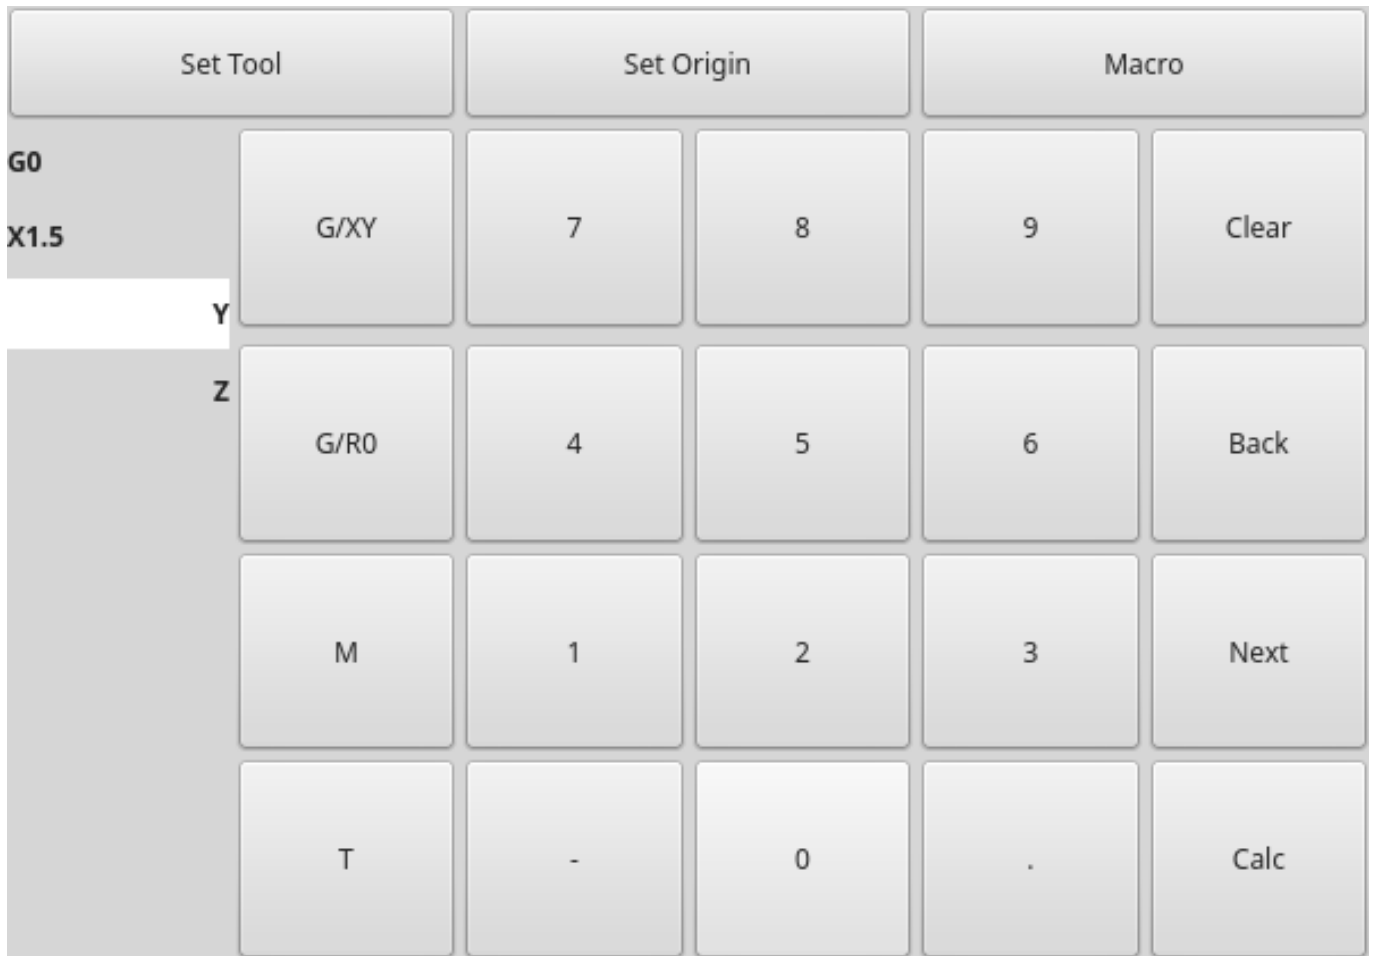 Set Tool Set Origin Macro
G0
X1.5
Y
Z
G/XY 7 8 9 Clear
G/R0 4 5 6 Back
M 1 2 3 Next
T - 0 . Calc